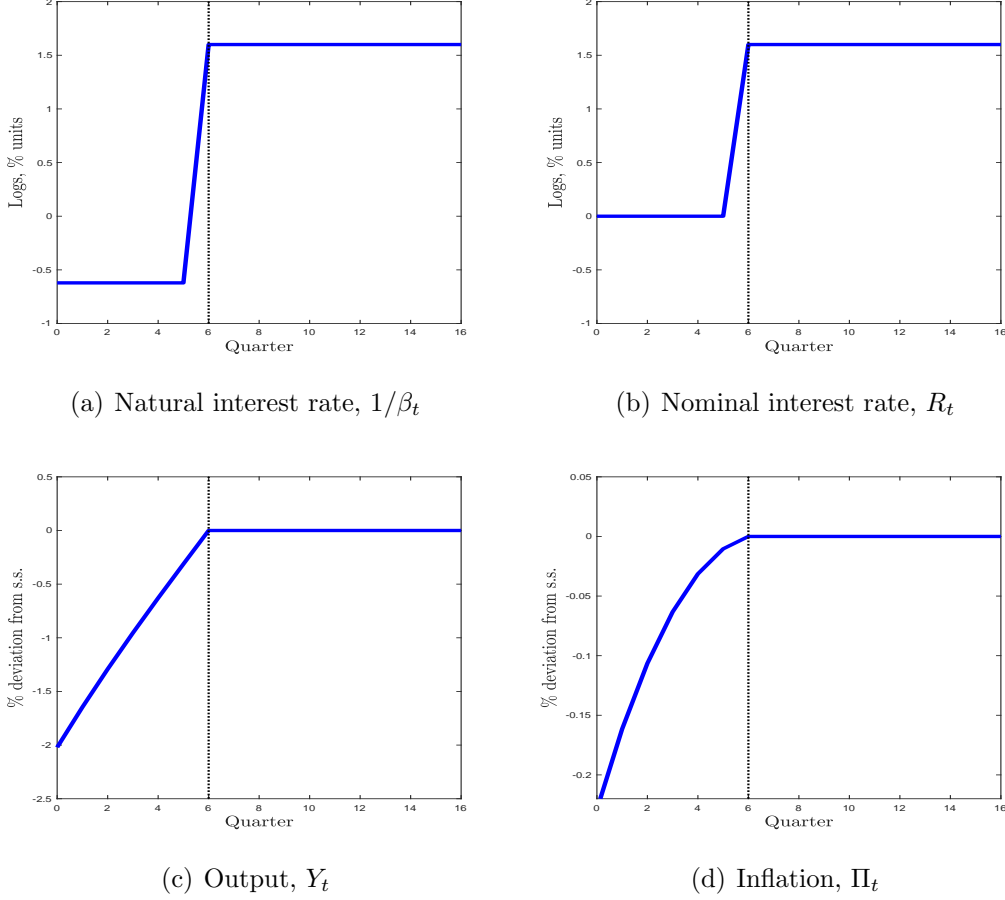 2
1.5
1
0.5
0
-0.5
-1
Logs, % units
0 2 4 6 8 10 12 14 16
Quarter
(a) Natural interest rate, 1/β_t
2
1.5
1
0.5
0
-0.5
-1
Logs, % units
0 2 4 6 8 10 12 14 16
Quarter
(b) Nominal interest rate, R_t
0.5
0
-0.5
-1
-1.5
-2
-2.5
% deviation from s.s.
0 2 4 6 8 10 12 14 16
Quarter
(c) Output, Y_t
0.05
0
-0.05
-0.1
-0.15
-0.2
% deviation from s.s.
0 2 4 6 8 10 12 14 16
Quarter
(d) Inflation, Π_t